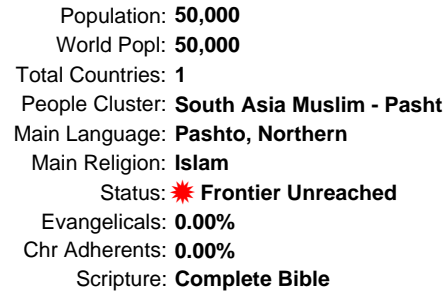 Population: 50,000
World Popl: 50,000
Total Countries: 1
People Cluster: South Asia Muslim - Pasht
Main Language: Pashto, Northern
Main Religion: Islam
Status: Frontier Unreached
Evangelicals: 0.00%
Chr Adherents: 0.00%
Scripture: Complete Bible